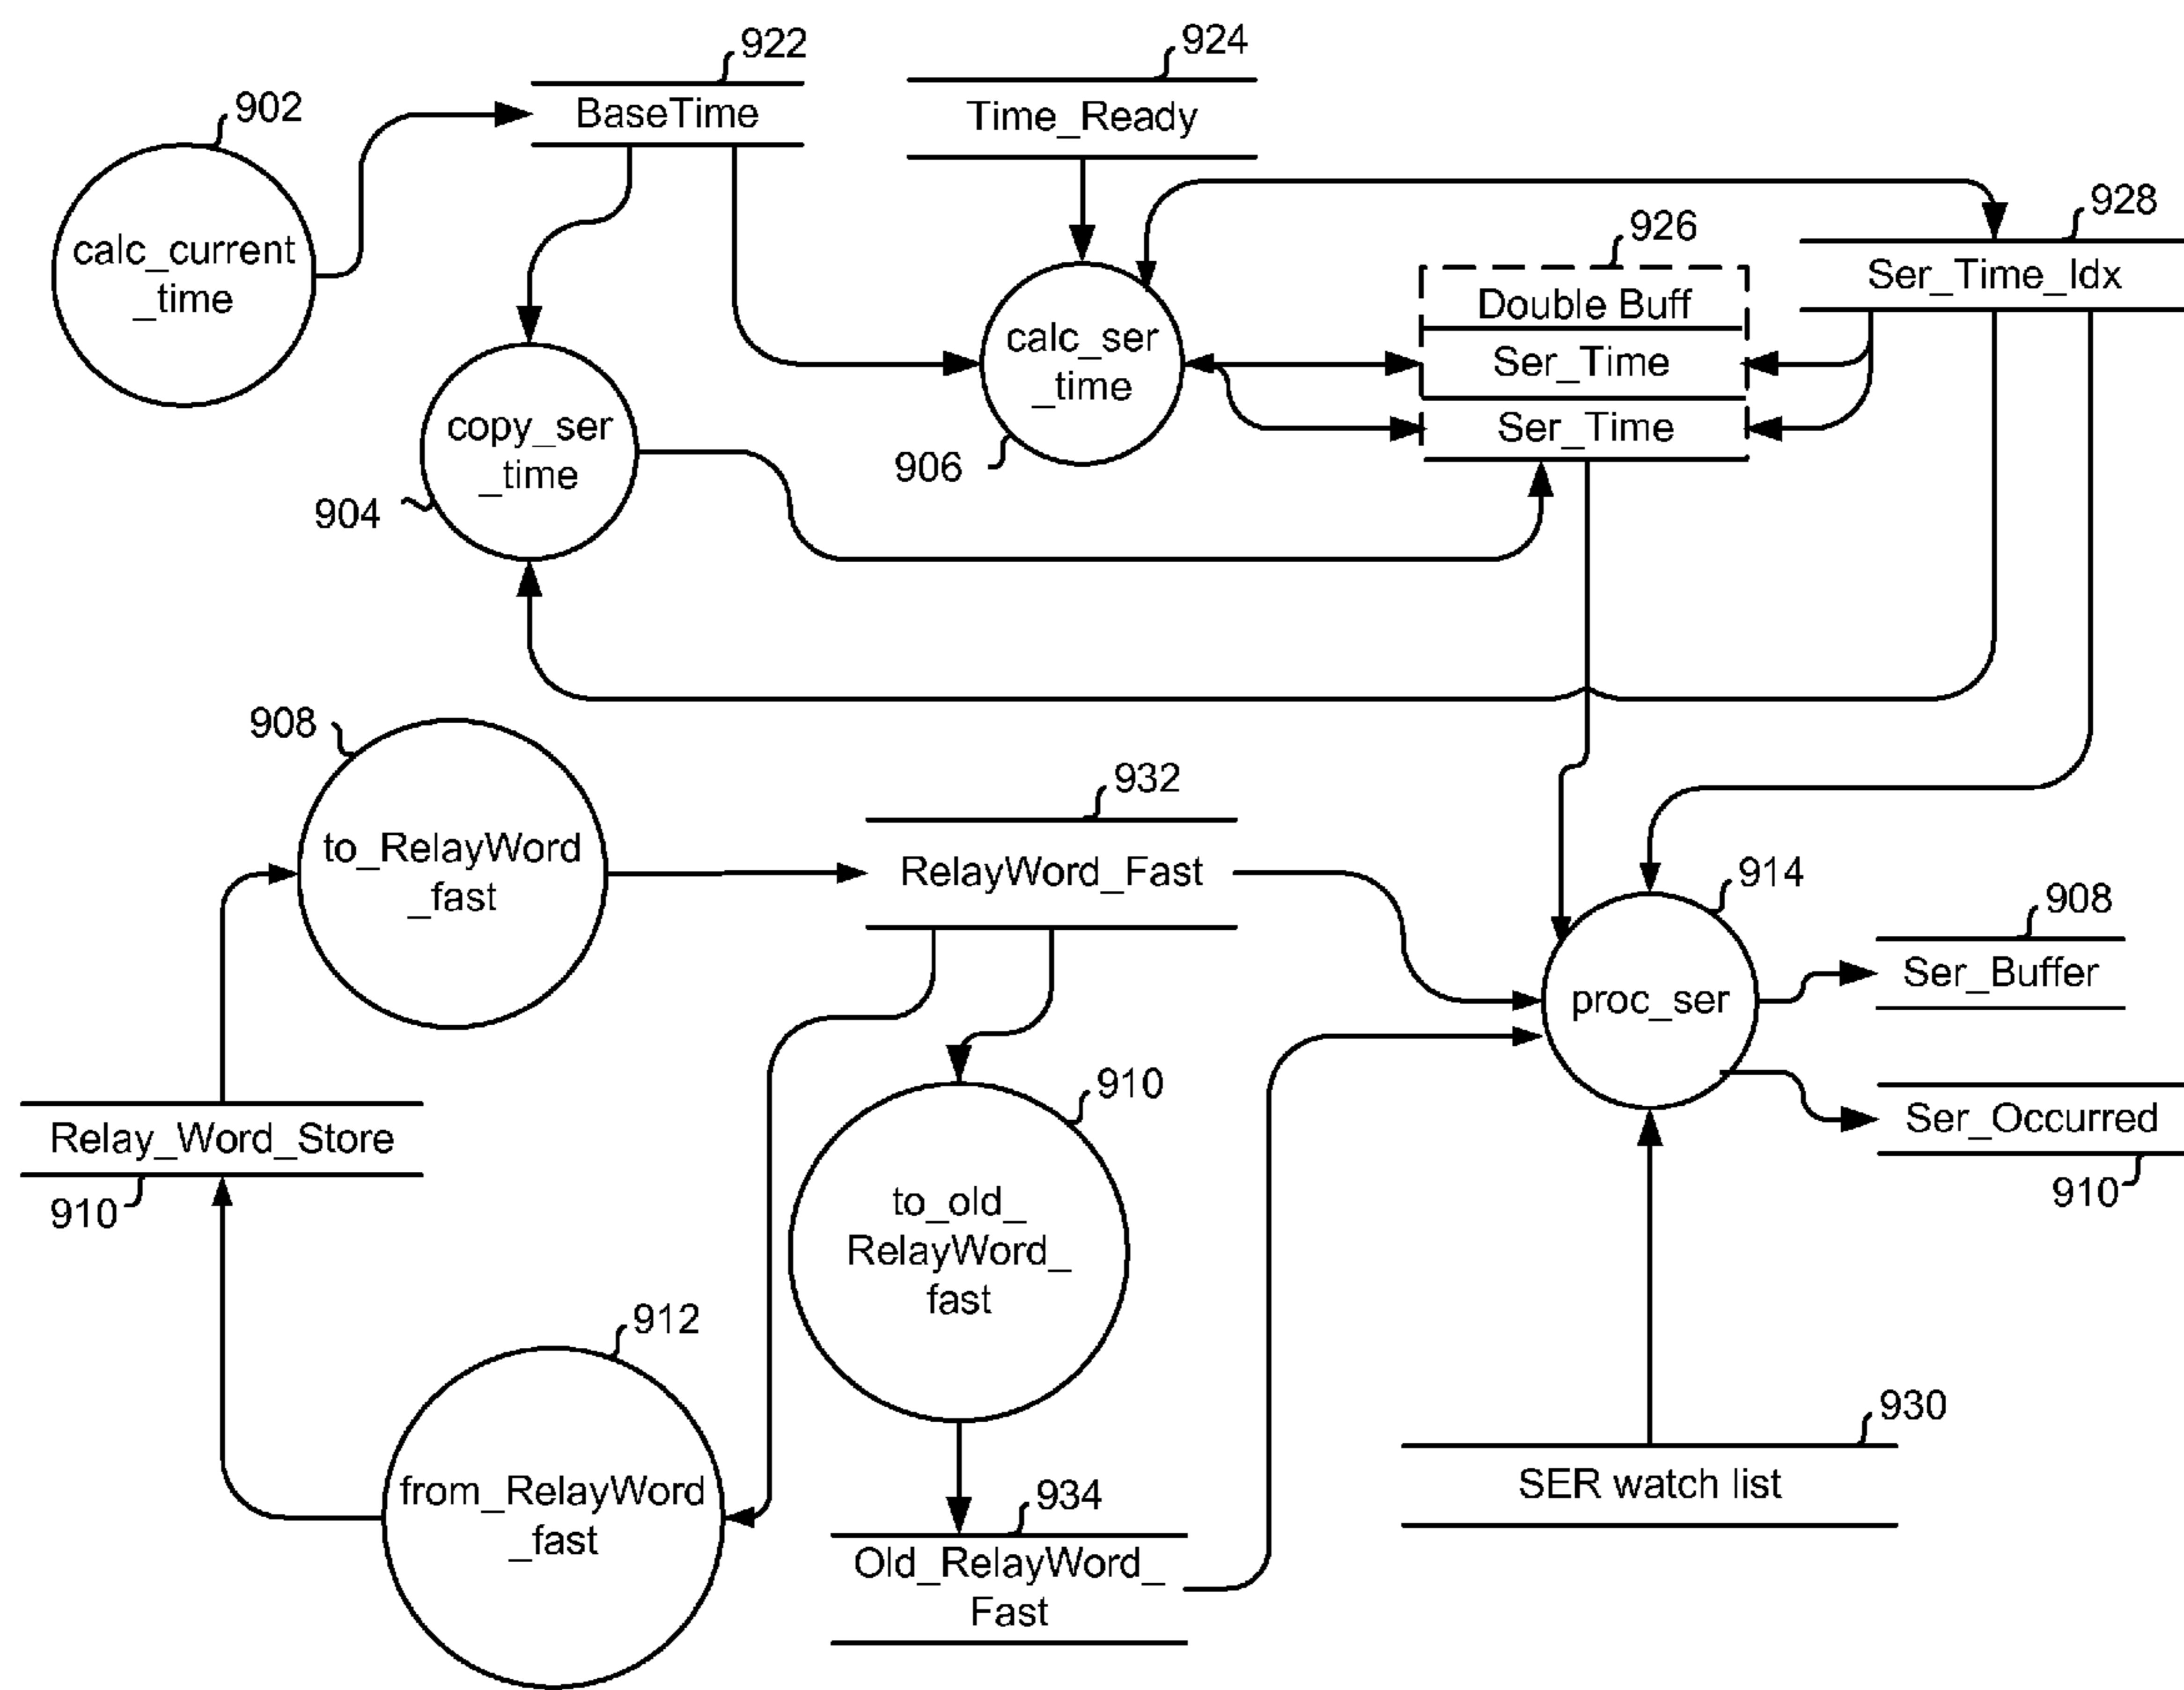 922
BaseTime
924
Time_Ready
902
calc_current
_time
928
Ser_Time_Idx
926
Double Buff
Ser_Time
Ser_Time
calc_ser
_time
906
copy_ser
_time
904
908
to_RelayWord
_fast
932
RelayWord_Fast
914
proc_ser
908
Ser_Buffer
Ser_Occurred
910
Relay_Word_Store
910
910
to_old_
RelayWord_
fast
912
from_RelayWord
_fast
934
Old_RelayWord_
Fast
930
SER watch list